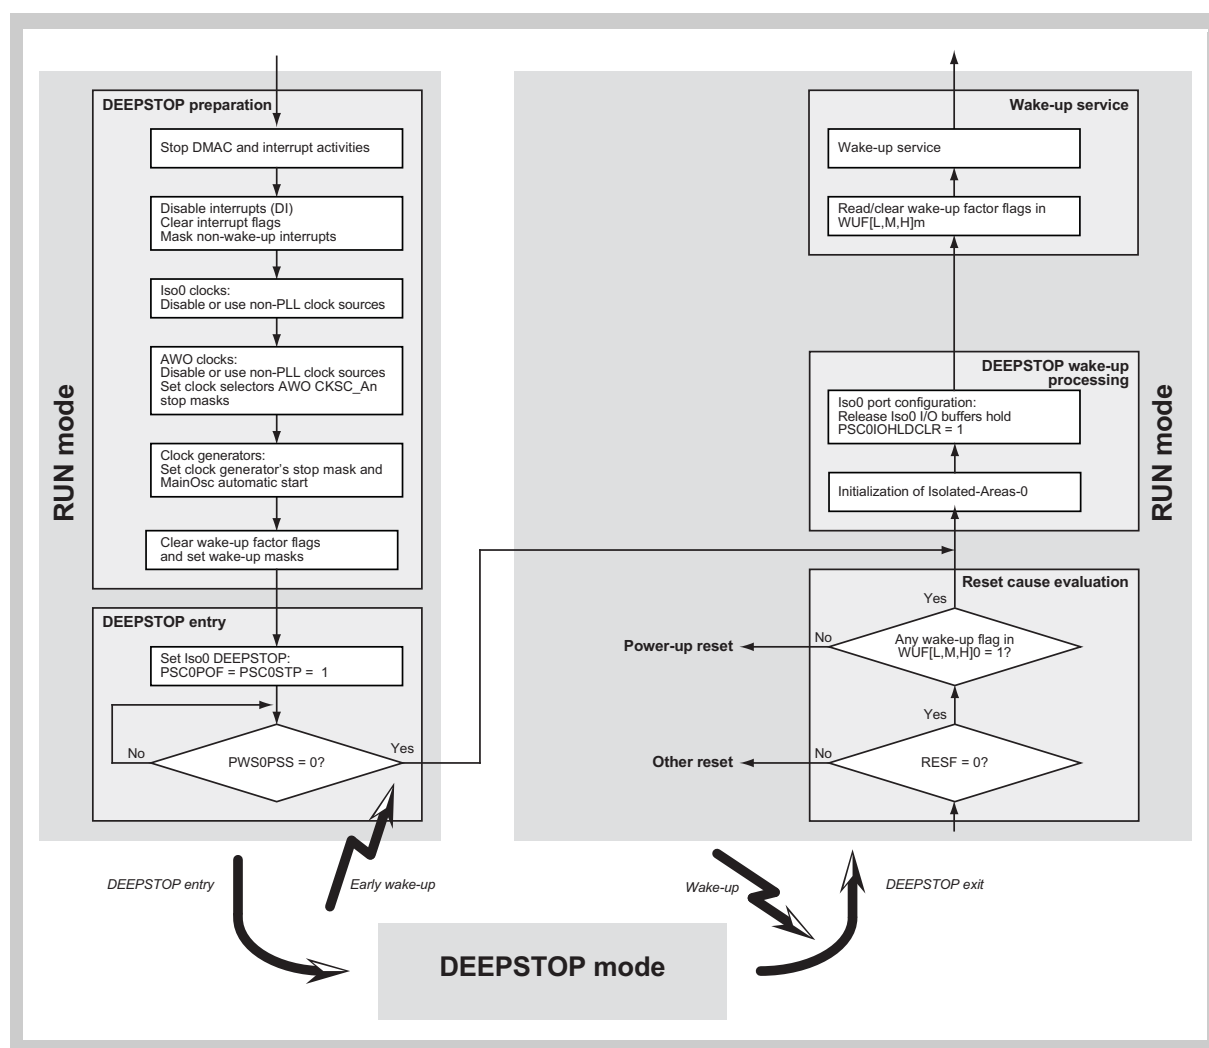 RUN mode
DEEPSTOP preparation
Stop DMAC and interrupt activities
Disable interrupts (DI)
Clear interrupt flags
Mask non-wake-up interrupts
Iso0 clocks:
Disable or use non-PLL clock sources
AWO clocks:
Disable or use non-PLL clock sources
Set clock selectors AWO CKSC_An
stop masks
Clock generators:
Set clock generator's stop mask and
MainOsc automatic start
Clear wake-up factor flags
and set wake-up masks
DEEPSTOP entry
Set Iso0 DEEPSTOP:
PSC0POF = PSC0STP = 1
PWS0PSS = 0?
No
Yes
DEEPSTOP entry
Early wake-up
DEEPSTOP mode
Wake-up
DEEPSTOP exit
RUN mode
Wake-up service
Wake-up service
Read/clear wake-up factor flags in
WUF[L,M,H]m
DEEPSTOP wake-up
processing
Iso0 port configuration:
Release Iso0 I/O buffers hold
PSC0IOHLDCLR = 1
Initialization of Isolated-Areas-0
Reset cause evaluation
Yes
No
Any wake-up flag in
WUF[L,M,H]0 = 1?
Power-up reset
Yes
No
RESF = 0?
Other reset